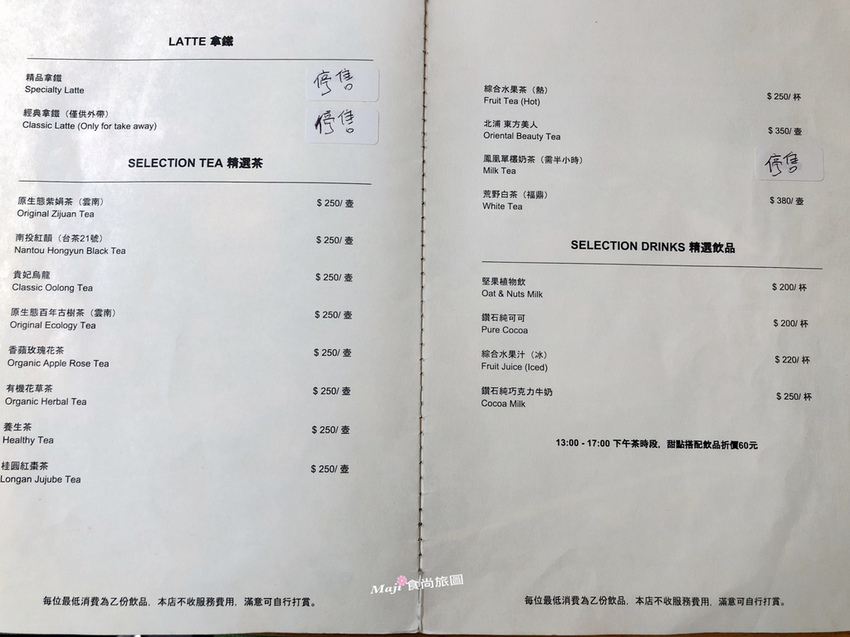 LATTE 拿鐵
精品拿鐵
Specialty Latte
停售
經典拿鐵（僅供外帶）
Classic Latte (Only for take away)
停售
SELECTION TEA 精選茶
原生態紫娟茶（雲南）
Original Zijuan Tea
$ 250/ 壺
南投紅韻（台茶21號）
Nantou Hongyun Black Tea
$ 250/ 壺
貴妃烏龍
Classic Oolong Tea
$ 250/ 壺
原生態百年古樹茶（雲南）
Original Ecology Tea
$ 250/ 壺
香蘋玫瑰花茶
Organic Apple Rose Tea
$ 250/ 壺
有機花草茶
Organic Herbal Tea
$ 250/ 壺
養生茶
Healthy Tea
$ 250/ 壺
桂圓紅棗茶
Longan Jujube Tea
$ 250/ 壺
每位最低消費為乙份飲品，本店不收服務費用，滿意可自行打賞。
綜合水果茶（熱）
Fruit Tea (Hot)
$ 250/ 杯
北浦 東方美人
Oriental Beauty Tea
$ 350/ 壺
鳳凰單欉奶茶（需半小時）
Milk Tea
停售
荒野白茶（福鼎）
White Tea
$ 380/ 壺
SELECTION DRINKS 精選飲品
堅果植物飲
Oat & Nuts Milk
$ 200/ 杯
鑽石純可可
Pure Cocoa
$ 200/ 杯
綜合水果汁（冰）
Fruit Juice (Iced)
$ 220/ 杯
鑽石純巧克力牛奶
Cocoa Milk
$ 250/ 杯
13:00 - 17:00 下午茶時段，甜點搭配飲品折價60元
每位最低消費為乙份飲品，本店不收服務費用，滿意可自行打賞。
Maji 食尚旅圖